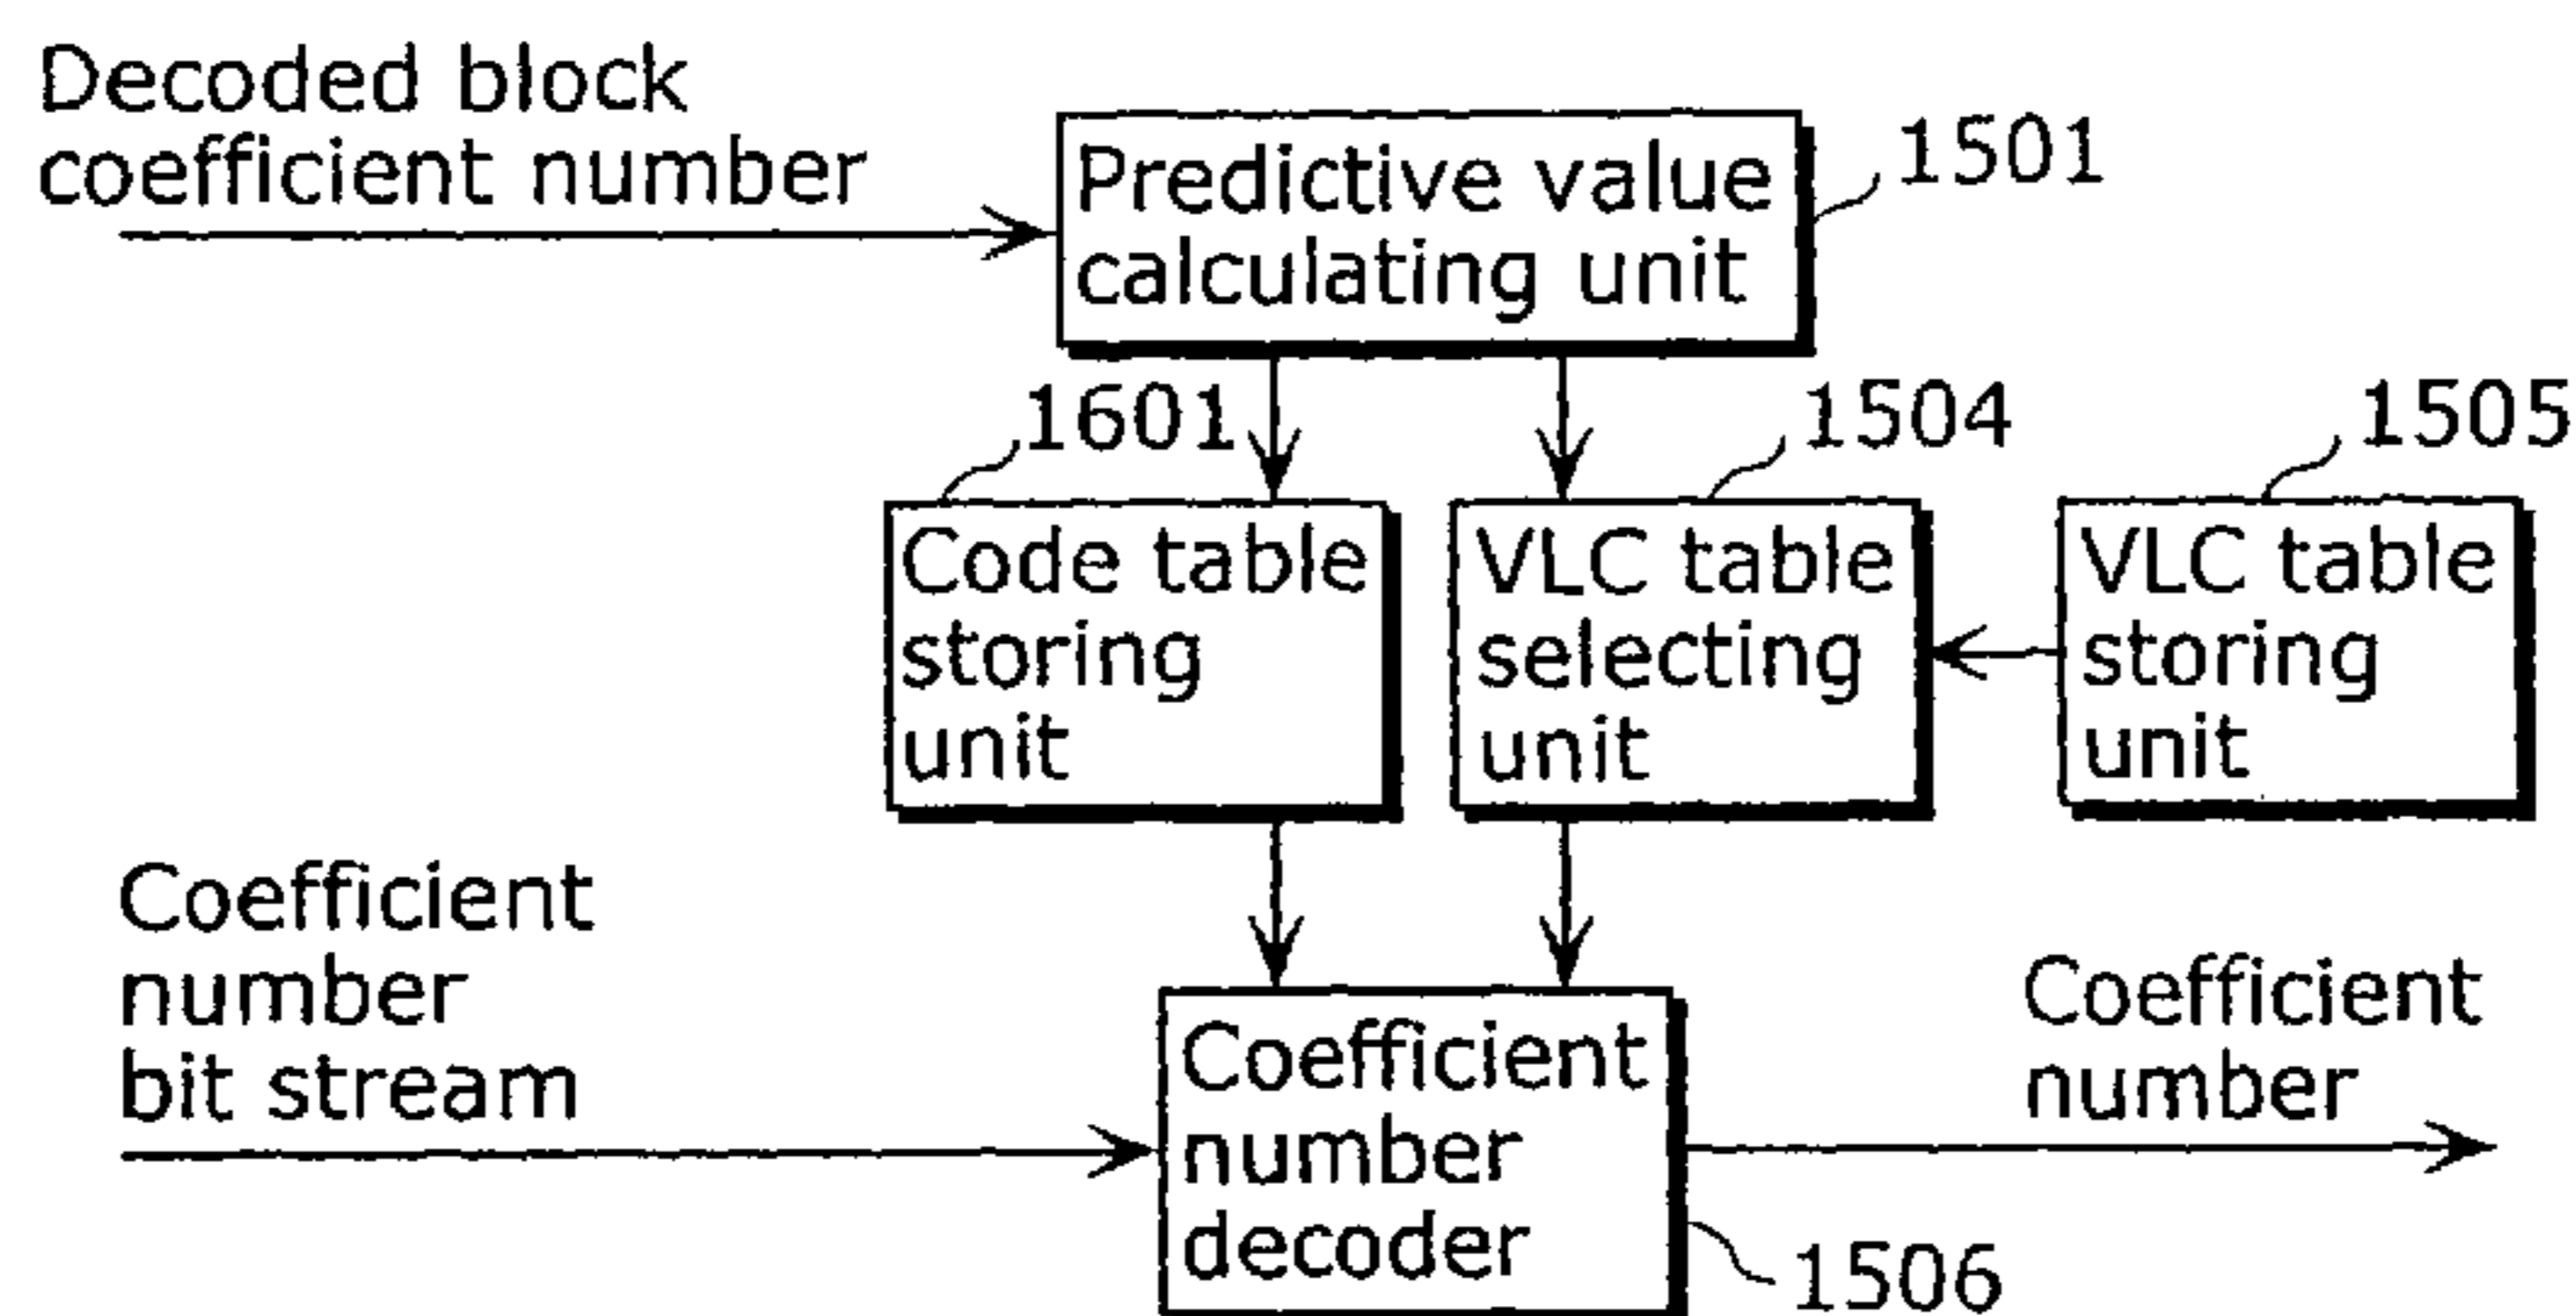 Decoded block
coefficient number
Predictive value
calculating unit
1501
1601
1504
1505
Code table
storing
unit
VLC table
selecting
unit
VLC table
storing
unit
Coefficient
number
bit stream
Coefficient
number
decoder
Coefficient
number
1506